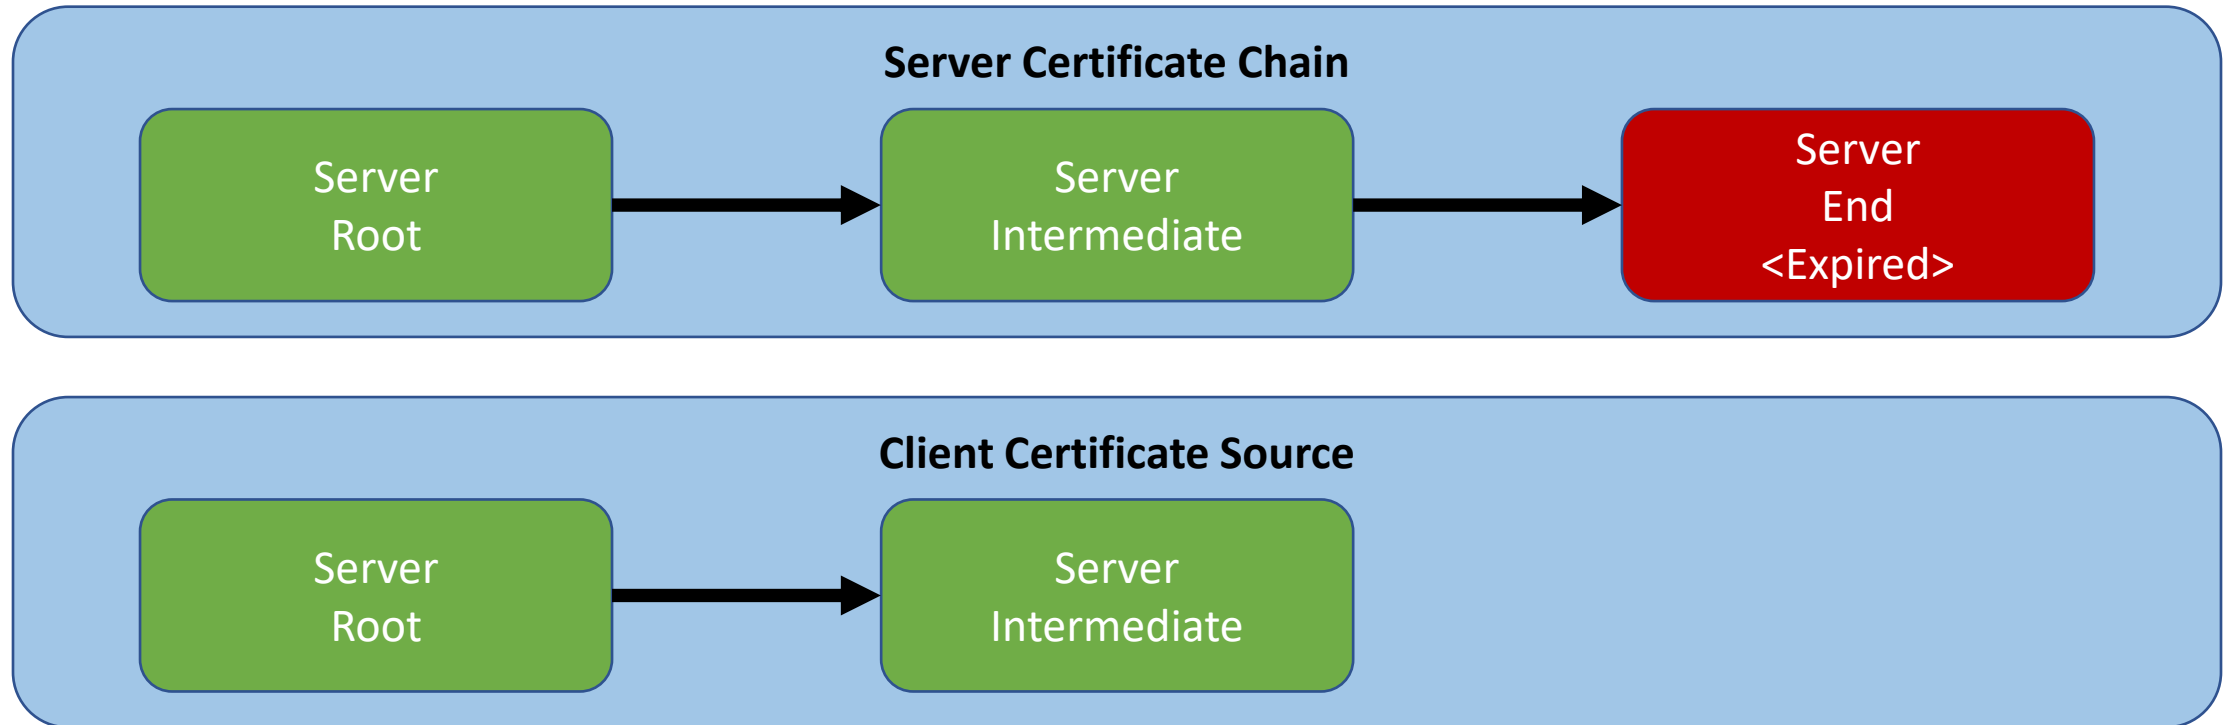 Server Certificate Chain
Server
Root
Server
Intermediate
Server
End
<Expired>
Client Certificate Source
Server
Root
Server
Intermediate